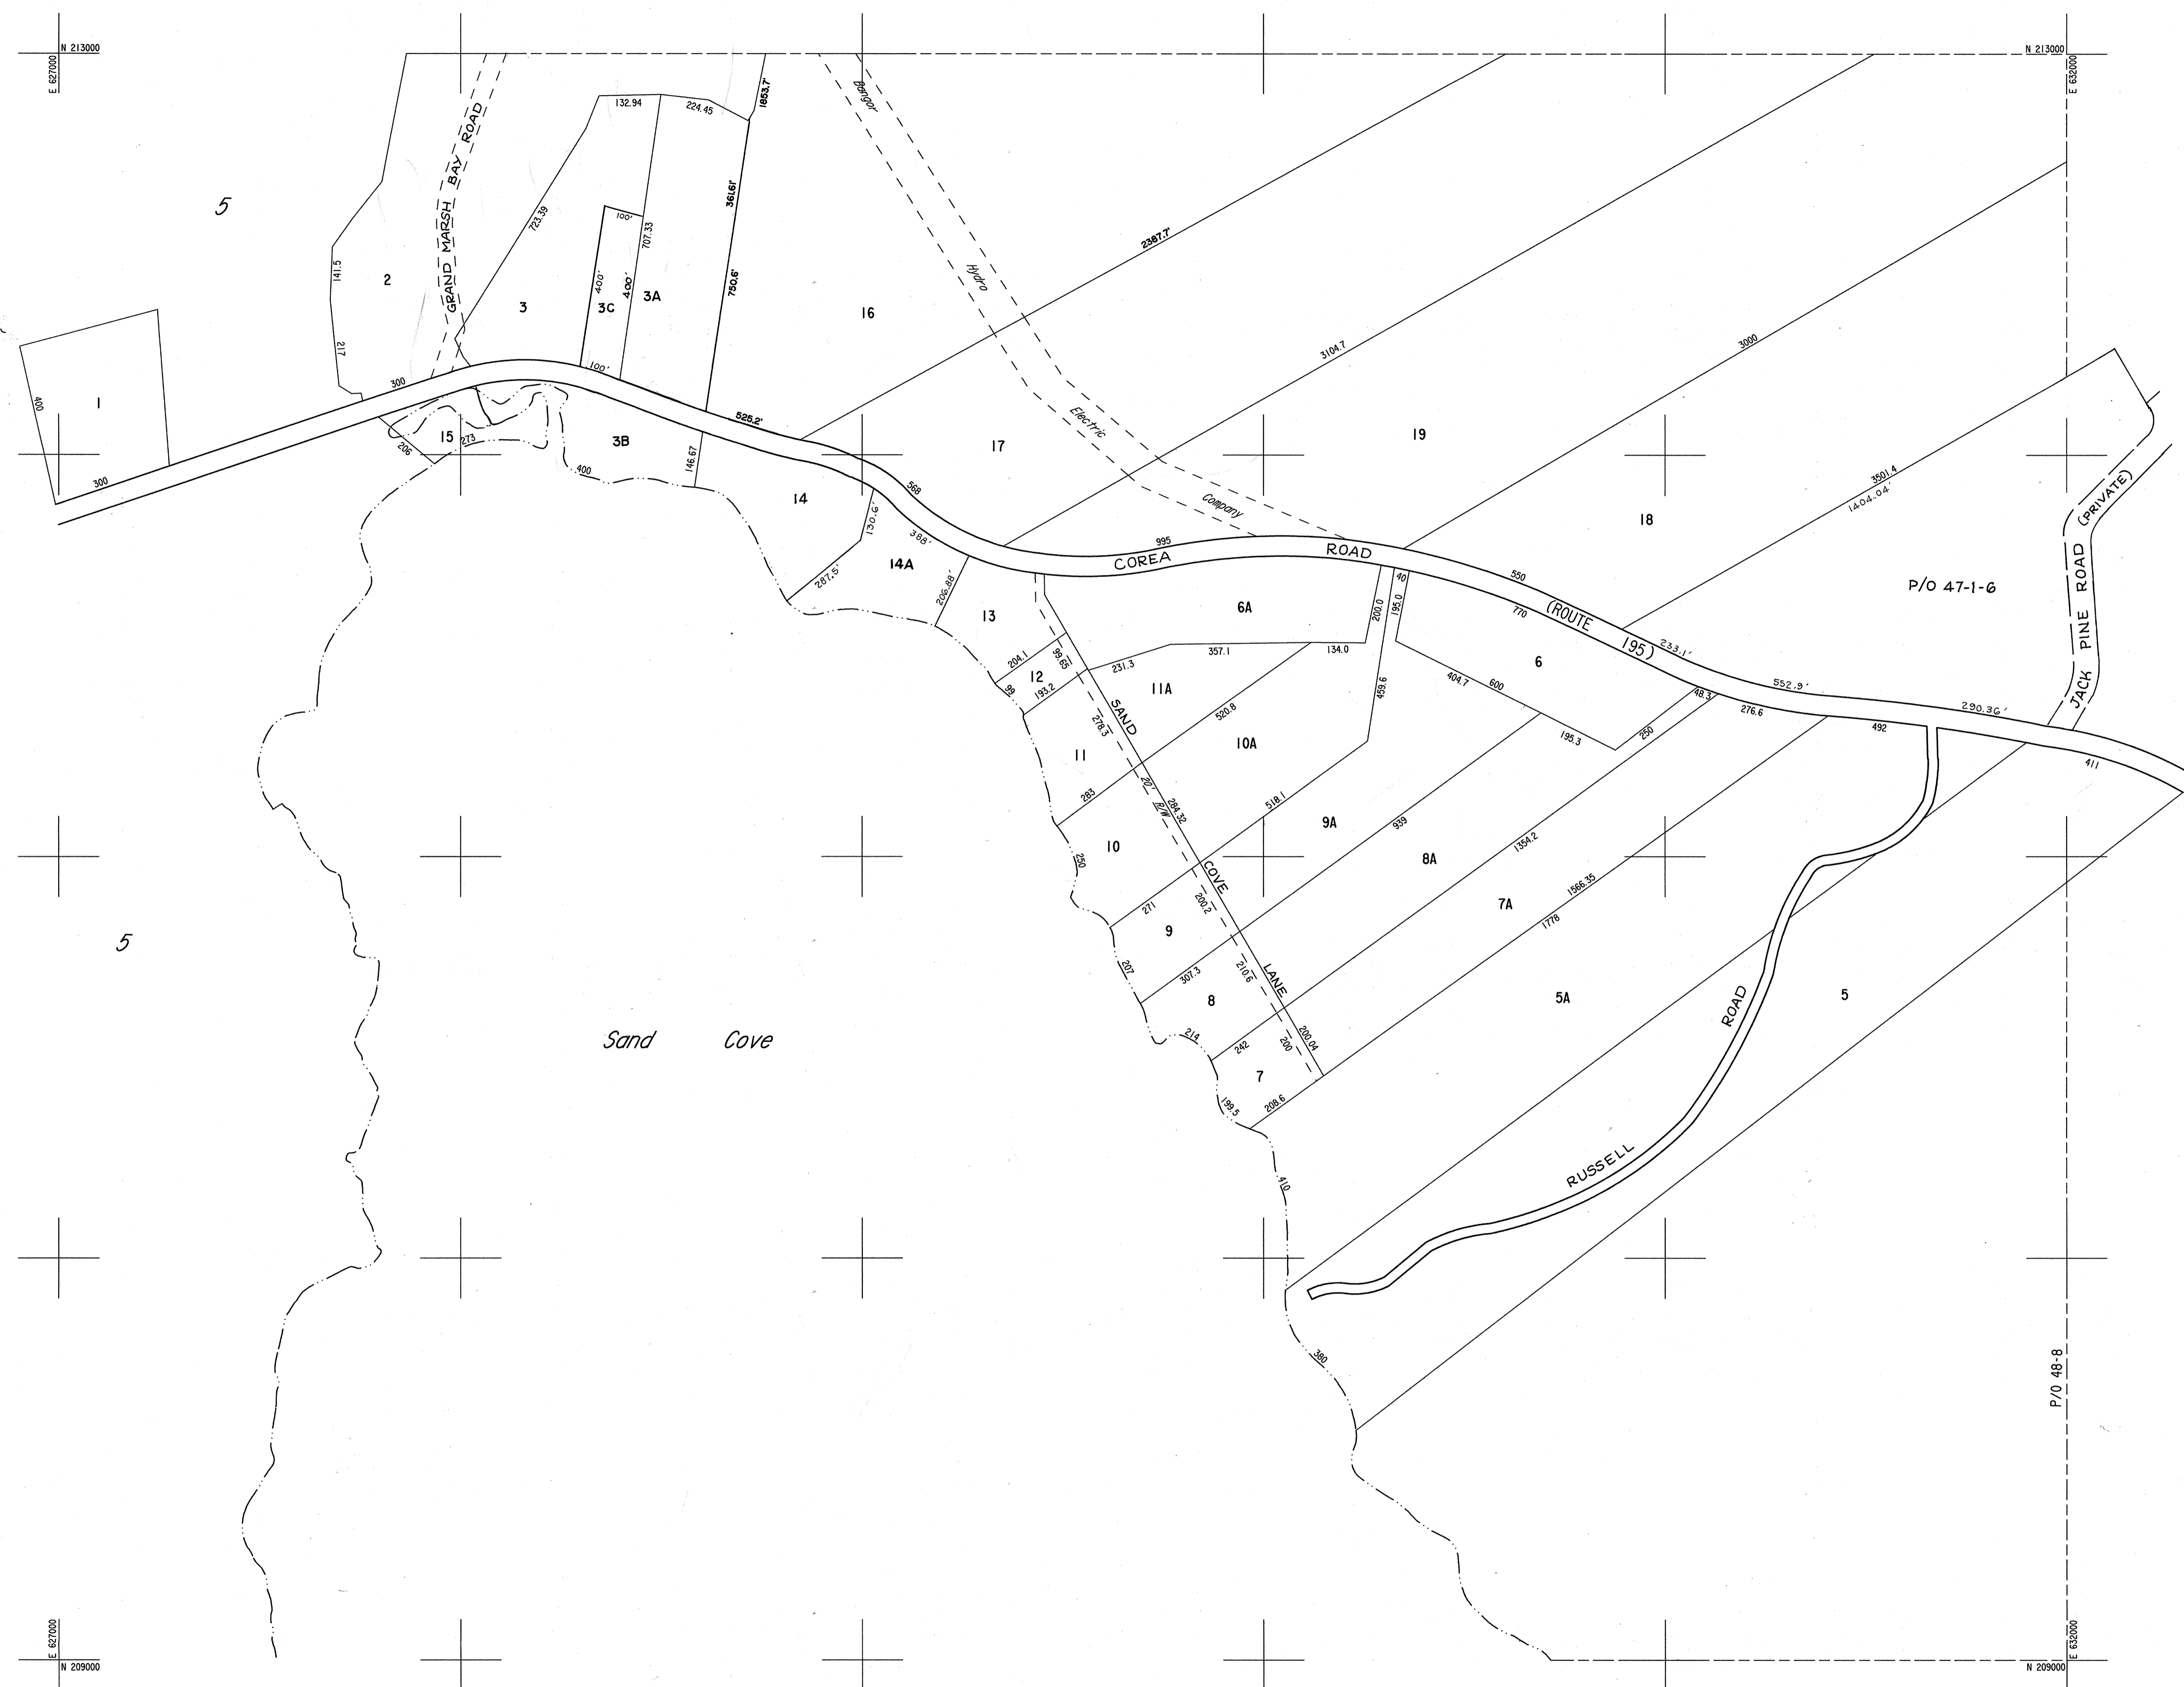 N 213000
E 627000
N 213000
E 632000
5
GRAND MARSH BAY ROAD
132.94
224.45
1853.7'
Bangor
Hydro
Electric
Company
723.39
100'
707.33
361.61'
750.6'
400'
400'
141.5
217
2
3
3C
3A
16
2387.7'
3104.7
3000
3501.4
1404.04'
1
400
300
300
100'
525.2'
15
273
206
3B
400
146.67
14
17
19
18
568
388'
130.6'
287.5'
14A
206.88'
995
COREA
ROAD
(ROUTE
195)
550
770
233.1'
552.9'
290.36'
P/O 47-1-6
JACK PINE ROAD (PRIVATE)
13
6A
200.0
195.0
40
204.1
99.65
12
99
193.2
231.3
357.1
134.0
11A
6
404.7
600
48.3
276.6
492
411
459.6
278.3
SAND
520.8
10A
195.3
250
11
283
20'
R/W
284.32
518.1
9A
939
10
250
8A
1354.2
COVE
200.2
271
7A
1566.35
1778
9
207
307.3
210.6
LANE
8
5A
5
ROAD
RUSSELL
214
242
200
200.04
7
199.5
208.6
410
380
5
Sand Cove
P/O 48-8
E 627000
N 209000
E 632000
N 209000